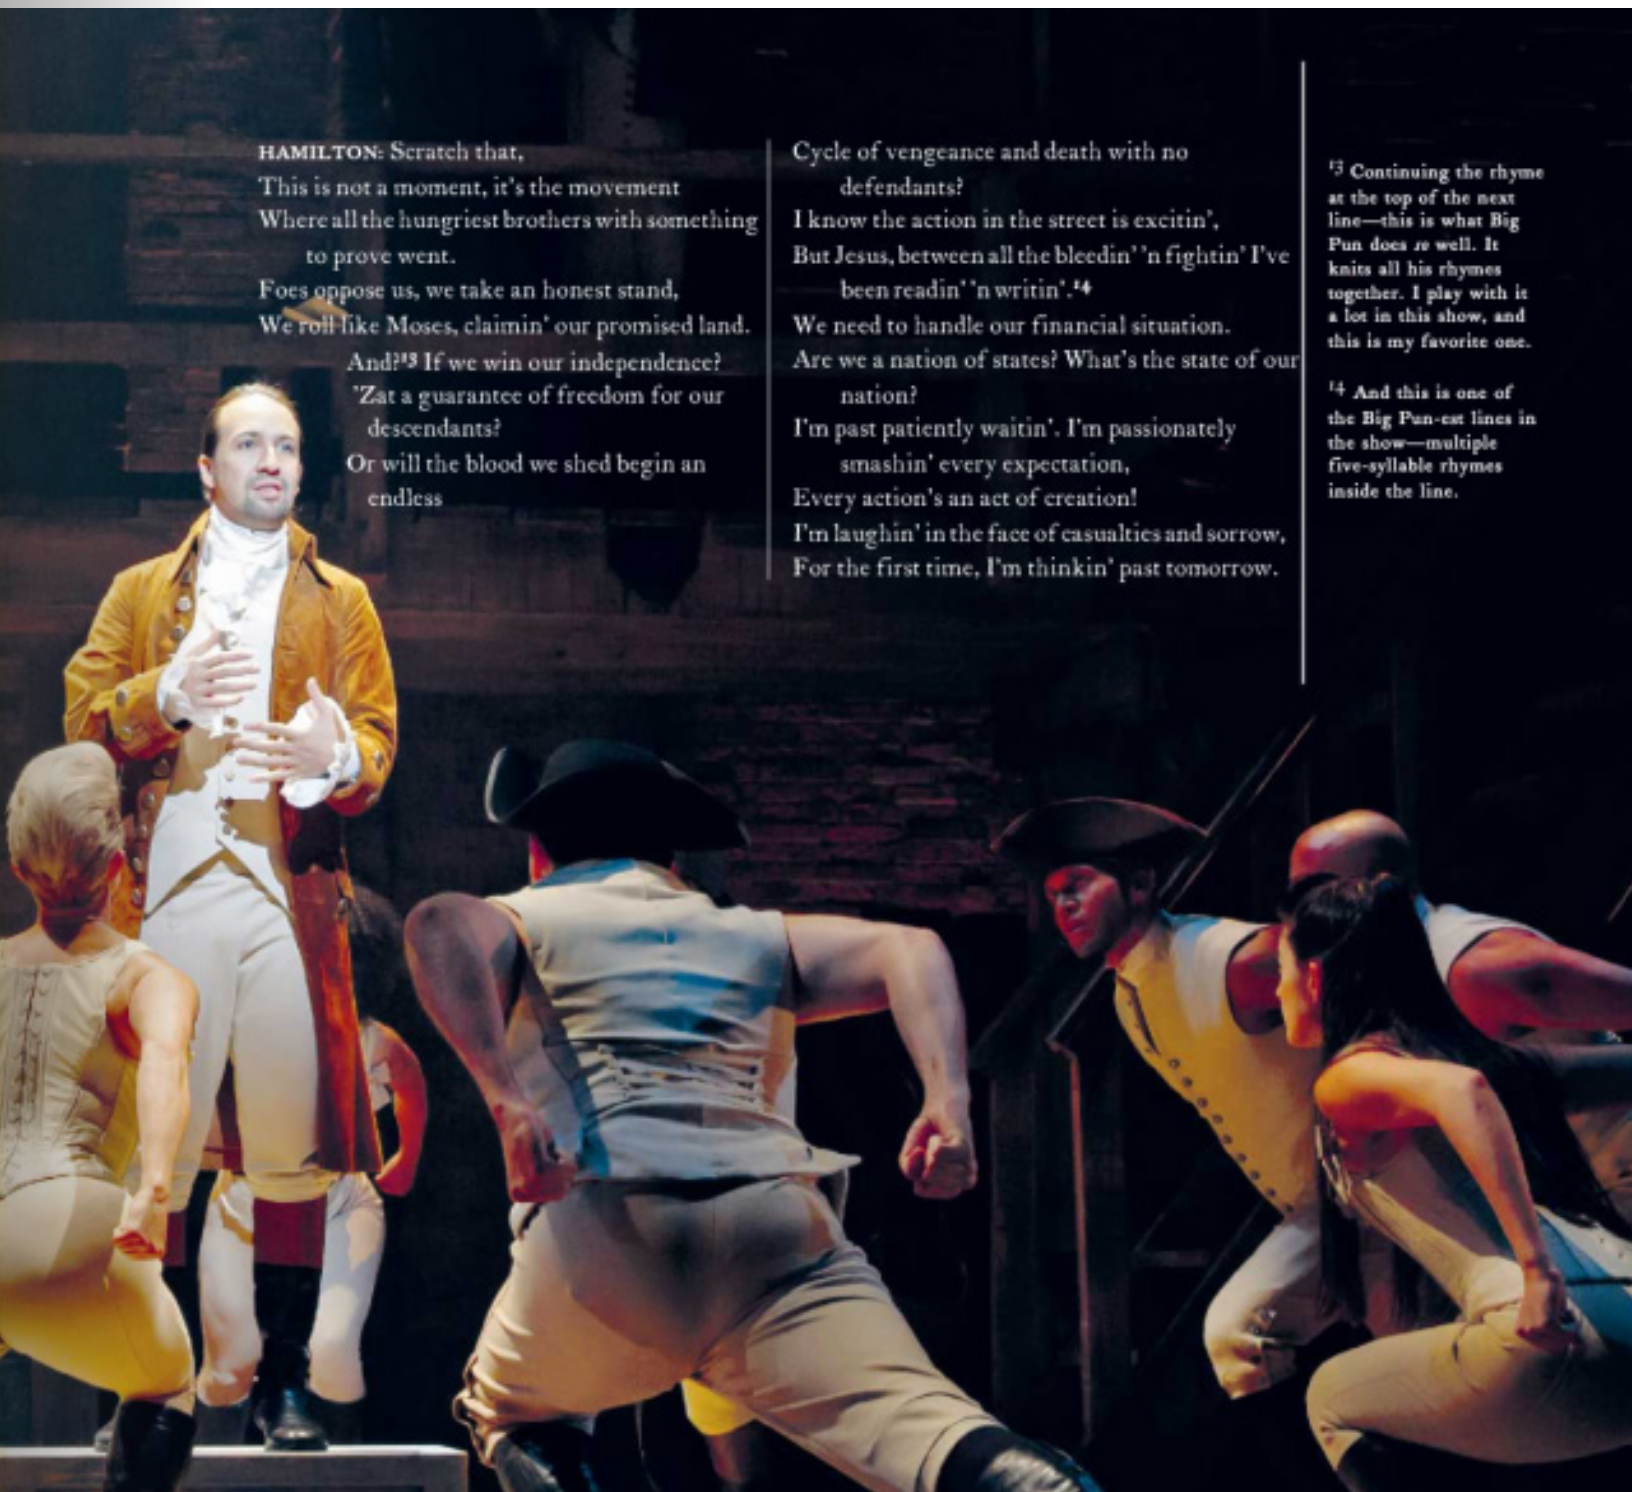 HAMILTON: Scratch that,
This is not a moment, it's the movement
Where all the hungriest brothers with something
to prove went.
Foes oppose us, we take an honest stand,
We roll like Moses, claimin' our promised land.
And?¹³ If we win our independence?
'Zat a guarantee of freedom for our
descendants?
Or will the blood we shed begin an
endless
Cycle of vengeance and death with no
defendants?
I know the action in the street is excitin',
But Jesus, between all the bleedin' 'n fightin' I've
been readin' 'n writin'.¹⁴
We need to handle our financial situation.
Are we a nation of states? What's the state of our
nation?
I'm past patiently waitin'. I'm passionately
smashin' every expectation,
Every action's an act of creation!
I'm laughin' in the face of casualties and sorrow,
For the first time, I'm thinkin' past tomorrow.
¹³ Continuing the rhyme
at the top of the next
line—this is what Big
Pun does so well. It
knits all his rhymes
together. I play with it
a lot in this show, and
this is my favorite one.
¹⁴ And this is one of
the Big Pun-est lines in
the show—multiple
five-syllable rhymes
inside the line.